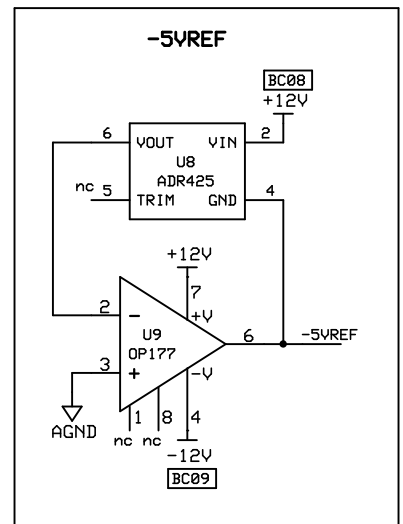 -5VREF
BC08
+12V
6 VOUT VIN 2
U8
ADR425
nc 5 TRIM GND 4
+12V
7
2 - +V
U9
OP177
6 -5VREF
3 + -V
AGND
1 8 4
nc nc
-12V
BC09